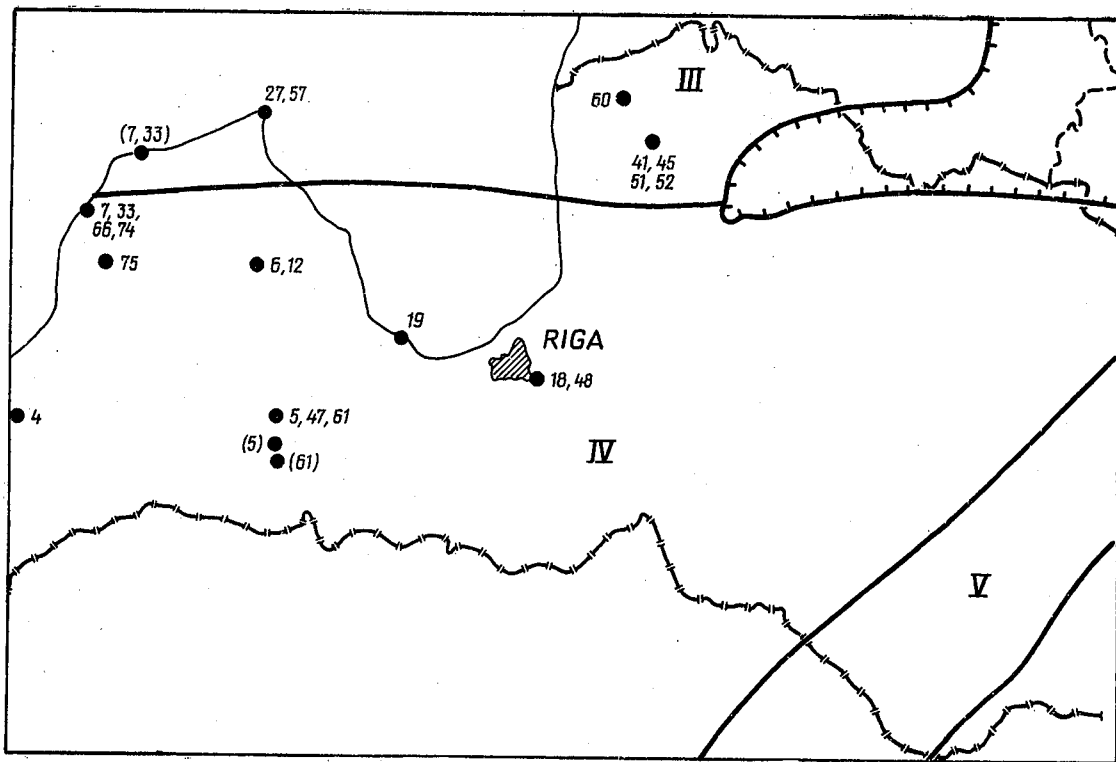 III
60
27,57
(7, 33)
41, 45
51, 52
7, 33,
66,74
75
6,12
19
RIGA
18,48
4
5, 47, 61
(5)
(61)
IV
V